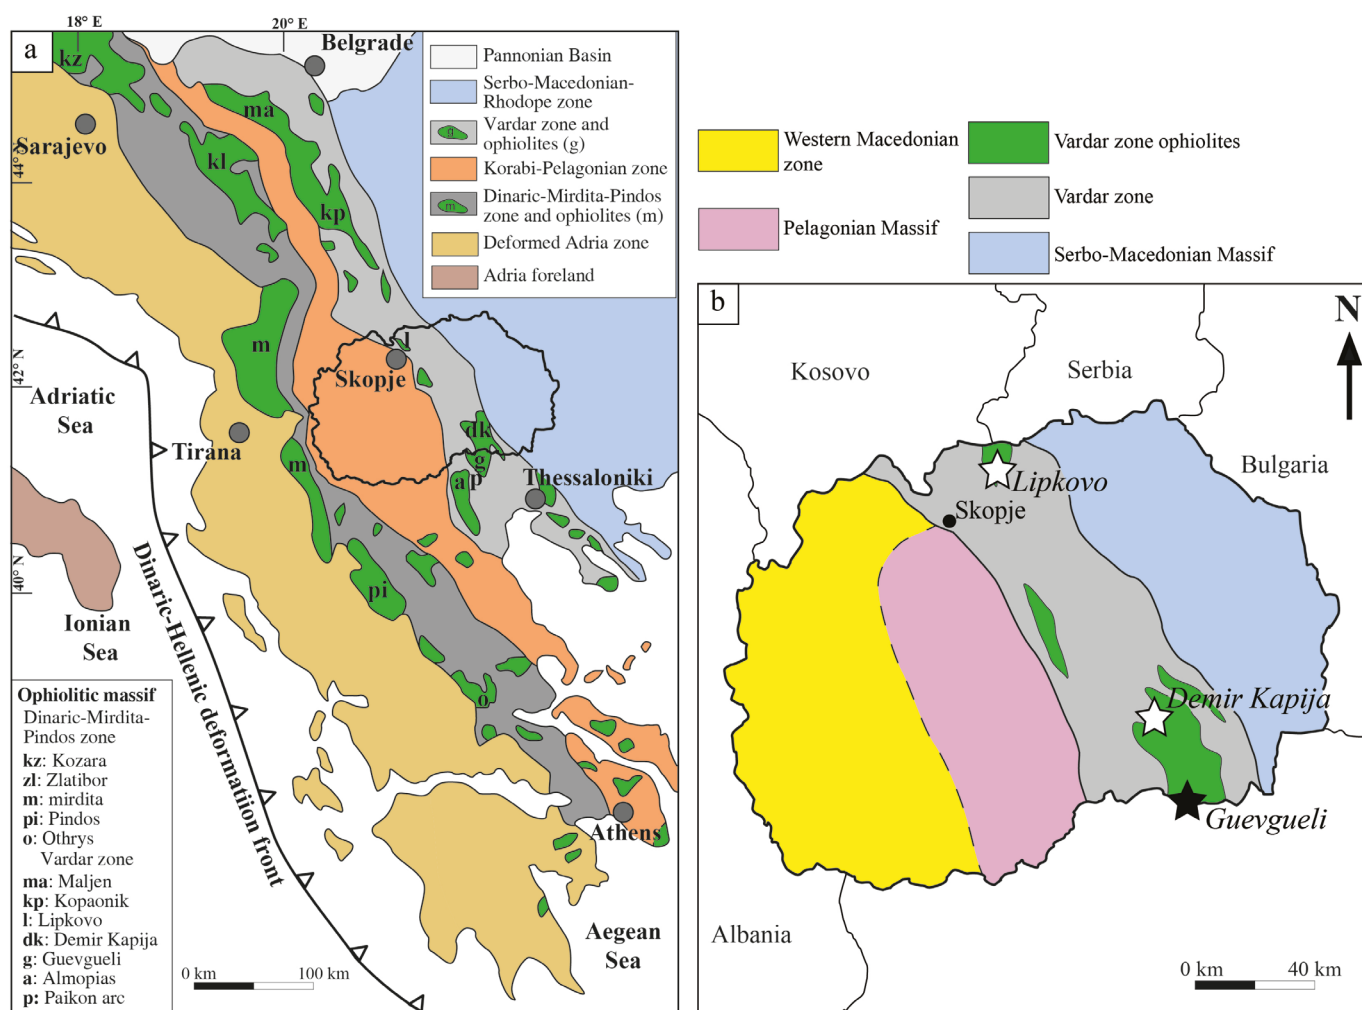 18° E
20° E
a
kz
Belgrade
Pannonian Basin
Serbo-Macedonian-
Rhodope zone
g
Vardar zone and
ophiolites (g)
Korabi-Pelagonian zone
m
Dinaric-Mirdita-Pindos
zone and ophiolites (m)
Deformed Adria zone
Adria foreland
ma
Sarajevo
kl
44° N
kp
l
m
Skopje
42° N
Adriatic
Sea
Tirana
dk
g
m
a
p
Thessaloniki
40° N
pi
Ionian
Sea
Dinaric-Hellenic deformatiion front
o
Athens
Aegean
Sea
Ophiolitic massif
Dinaric-Mirdita-
Pindos zone
kz: Kozara
zl: Zlatibor
m: mirdita
pi: Pindos
o: Othrys
Vardar zone
ma: Maljen
kp: Kopaonik
l: Lipkovo
dk: Demir Kapija
g: Guevgueli
a: Almopias
p: Paikon arc
0 km
100 km
Western Macedonian
zone
Pelagonian Massif
Vardar zone ophiolites
Vardar zone
Serbo-Macedonian Massif
b
N
Kosovo
Serbia
Bulgaria
Lipkovo
Skopje
Demir Kapija
Guevgueli
Albania
0 km
40 km